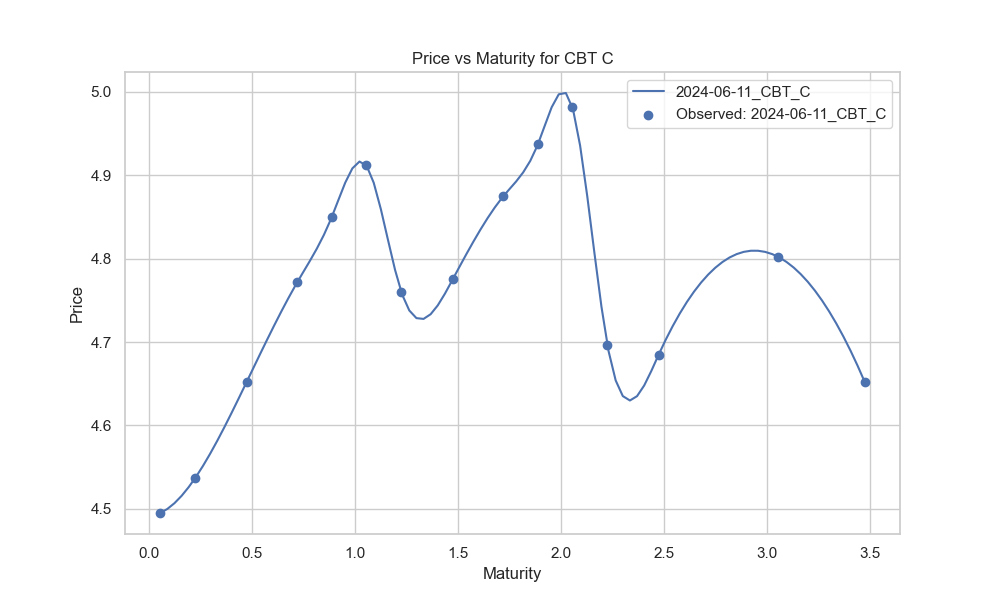 Price vs Maturity for CBT C
2024-06-11_CBT_C
Observed: 2024-06-11_CBT_C
Price
5.0
4.9
4.8
4.7
4.6
4.5
0.0 0.5 1.0 1.5 2.0 2.5 3.0 3.5
Maturity